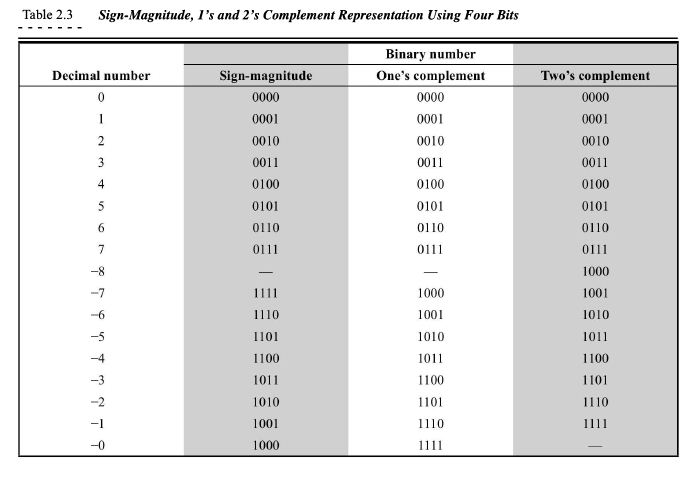 Table 2.3 Sign-Magnitude, 1's and 2's Complement Representation Using Four Bits
Binary number
Decimal number Sign-magnitude One's complement Two's complement
0 0000 0000 0000
1 0001 0001 0001
2 0010 0010 0010
3 0011 0011 0011
4 0100 0100 0100
5 0101 0101 0101
6 0110 0110 0110
7 0111 0111 0111
−8 — — 1000
−7 1111 1000 1001
−6 1110 1001 1010
−5 1101 1010 1011
−4 1100 1011 1100
−3 1011 1100 1101
−2 1010 1101 1110
−1 1001 1110 1111
−0 1000 1111 —